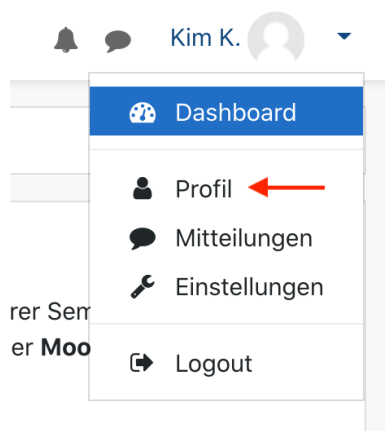 Kim K.
Dashboard
Profil
Mitteilungen
Einstellungen
rer Sem
er Moo
Logout